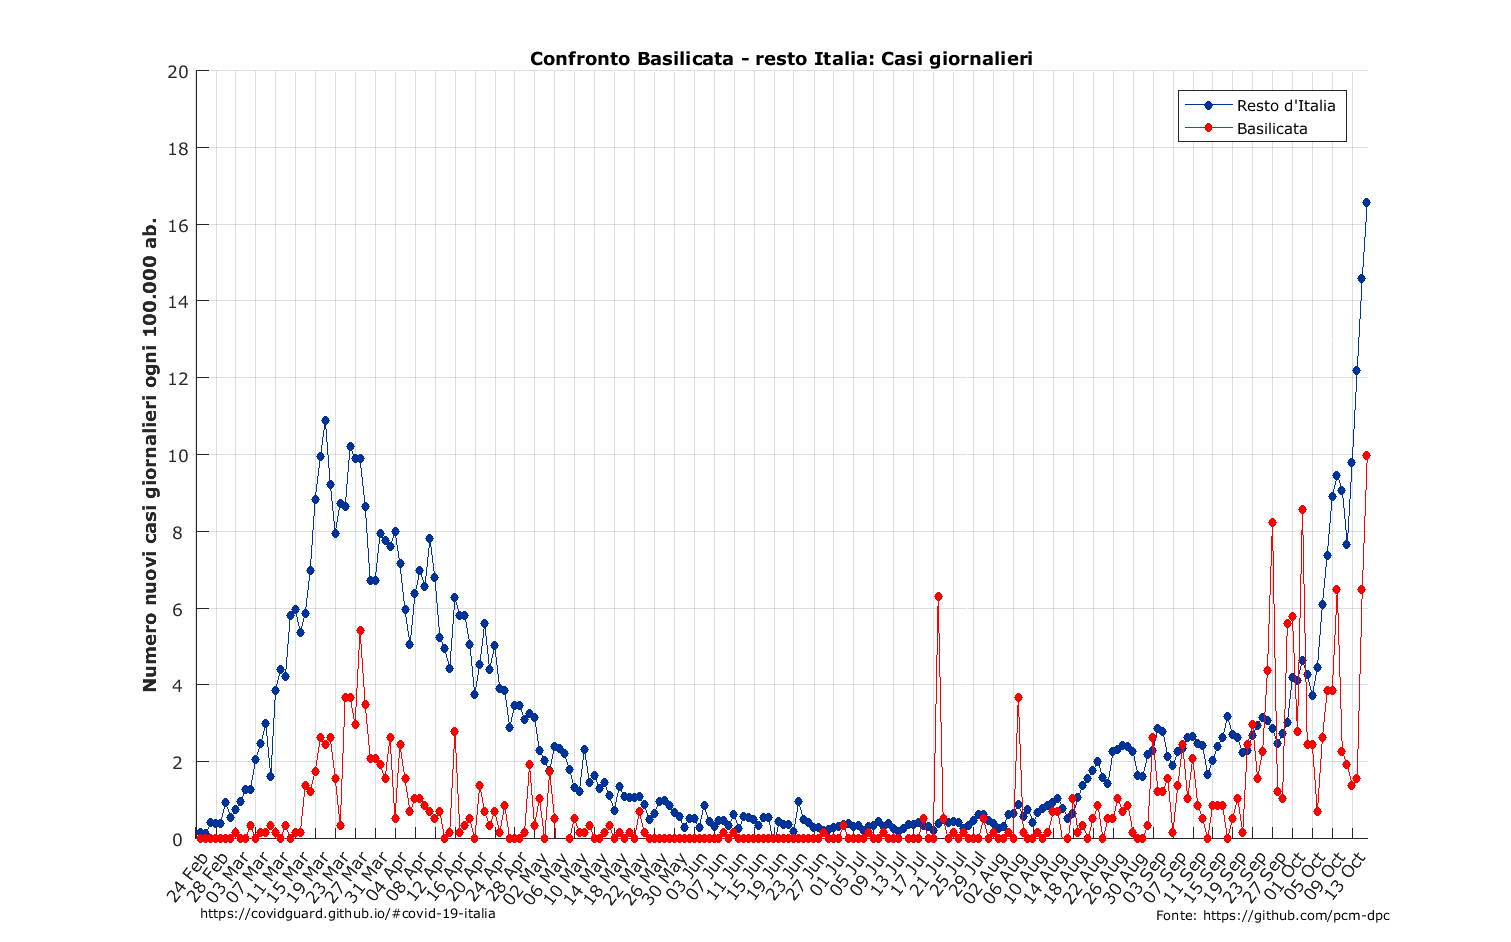 Confronto Basilicata - resto Italia: Casi giornalieri
Numero nuovi casi giornalieri ogni 100.000 ab.
20
18
16
14
12
10
8
6
4
2
0
Resto d'Italia
Basilicata
24 Feb
28 Feb
03 Mar
07 Mar
11 Mar
15 Mar
19 Mar
23 Mar
27 Mar
31 Mar
04 Apr
08 Apr
12 Apr
16 Apr
20 Apr
24 Apr
28 Apr
02 May
06 May
10 May
14 May
18 May
22 May
26 May
30 May
03 Jun
07 Jun
11 Jun
15 Jun
19 Jun
23 Jun
27 Jun
01 Jul
05 Jul
09 Jul
13 Jul
17 Jul
21 Jul
25 Jul
29 Jul
02 Aug
06 Aug
10 Aug
14 Aug
18 Aug
22 Aug
26 Aug
30 Aug
03 Sep
07 Sep
11 Sep
15 Sep
19 Sep
23 Sep
27 Sep
01 Oct
05 Oct
09 Oct
13 Oct
https://covidguard.github.io/#covid-19-italia
Fonte: https://github.com/pcm-dpc